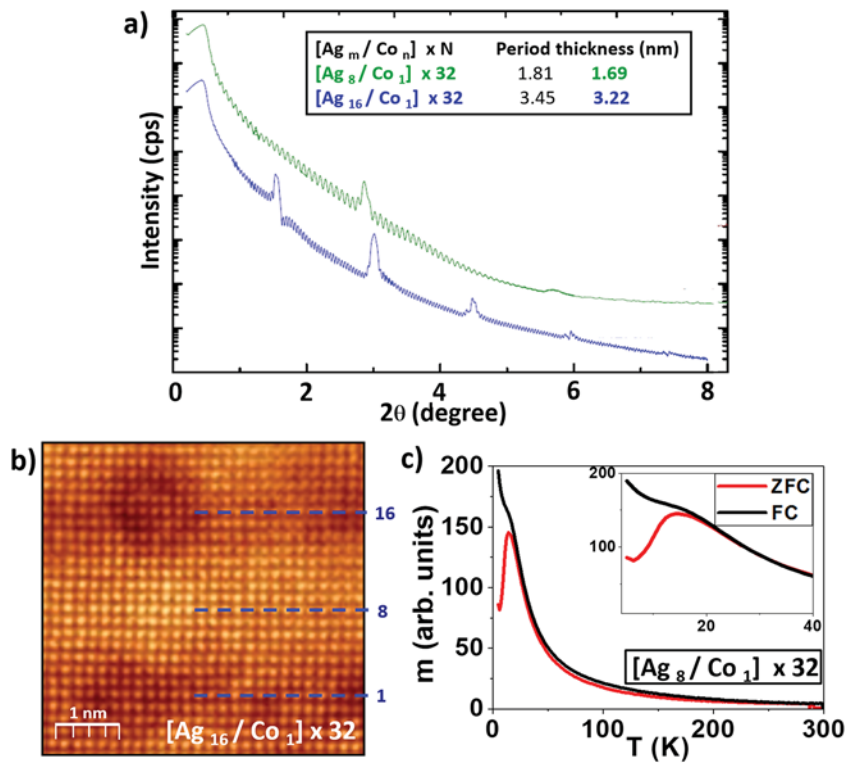 a)
[Ag m / Co n] x N Period thickness (nm)
[Ag 8 / Co 1] x 32 1.81 1.69
[Ag 16 / Co 1] x 32 3.45 3.22
Intensity (cps)
0 2 4 6 8
2θ (degree)
b)
16
8
1
1 nm
[Ag 16 / Co 1] x 32
c)
200
150
100
50
0
m (arb. units)
200
100
ZFC
FC
20 40
[Ag 8 / Co 1] x 32
0 100 200 300
T (K)